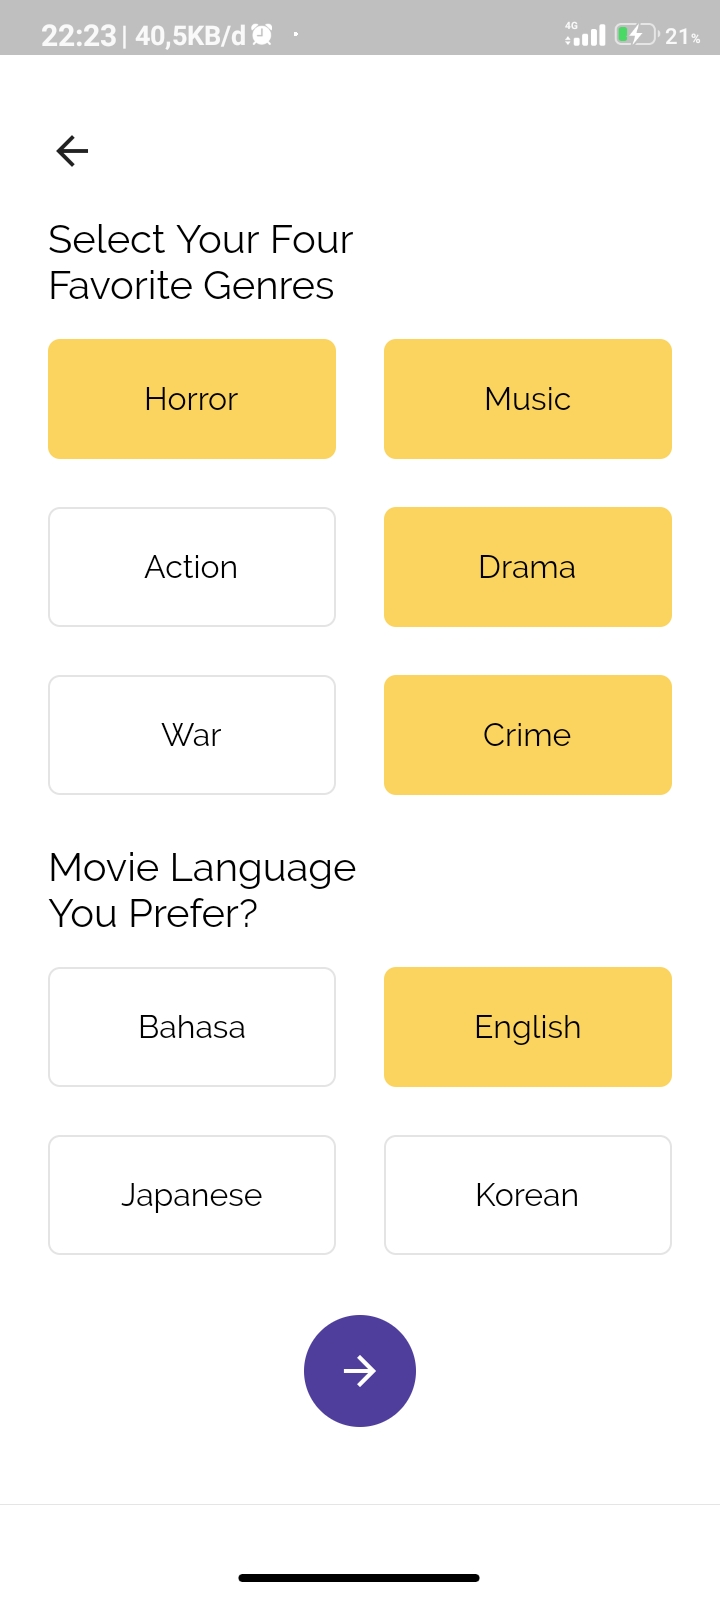 22:23 | 40,5KB/d
4G
21%
Select Your Four
Favorite Genres
Horror
Music
Action
Drama
War
Crime
Movie Language
You Prefer?
Bahasa
English
Japanese
Korean